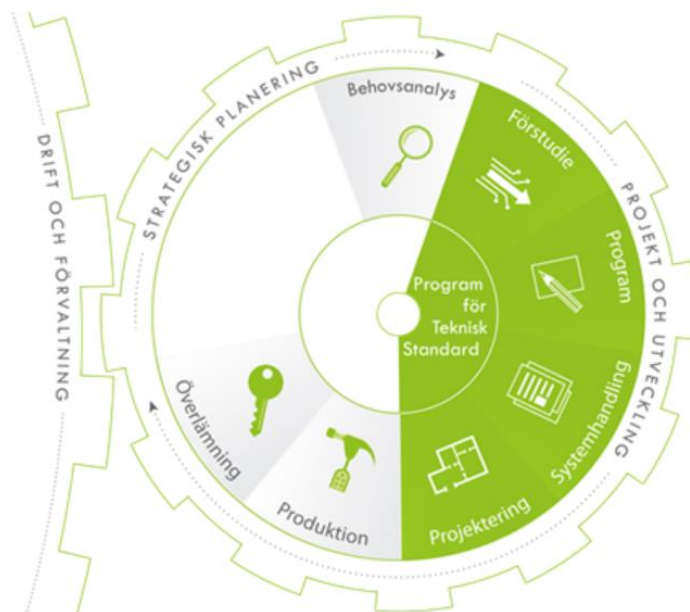 DRIFT OCH FÖRVALTNING
STRATEGISK PLANERING
PROJEKT OCH UTVECKLING
Behovsanalys
Förstudie
Program
Systemhandling
Projektering
Produktion
Överlämning
Program
för
Teknisk
Standard